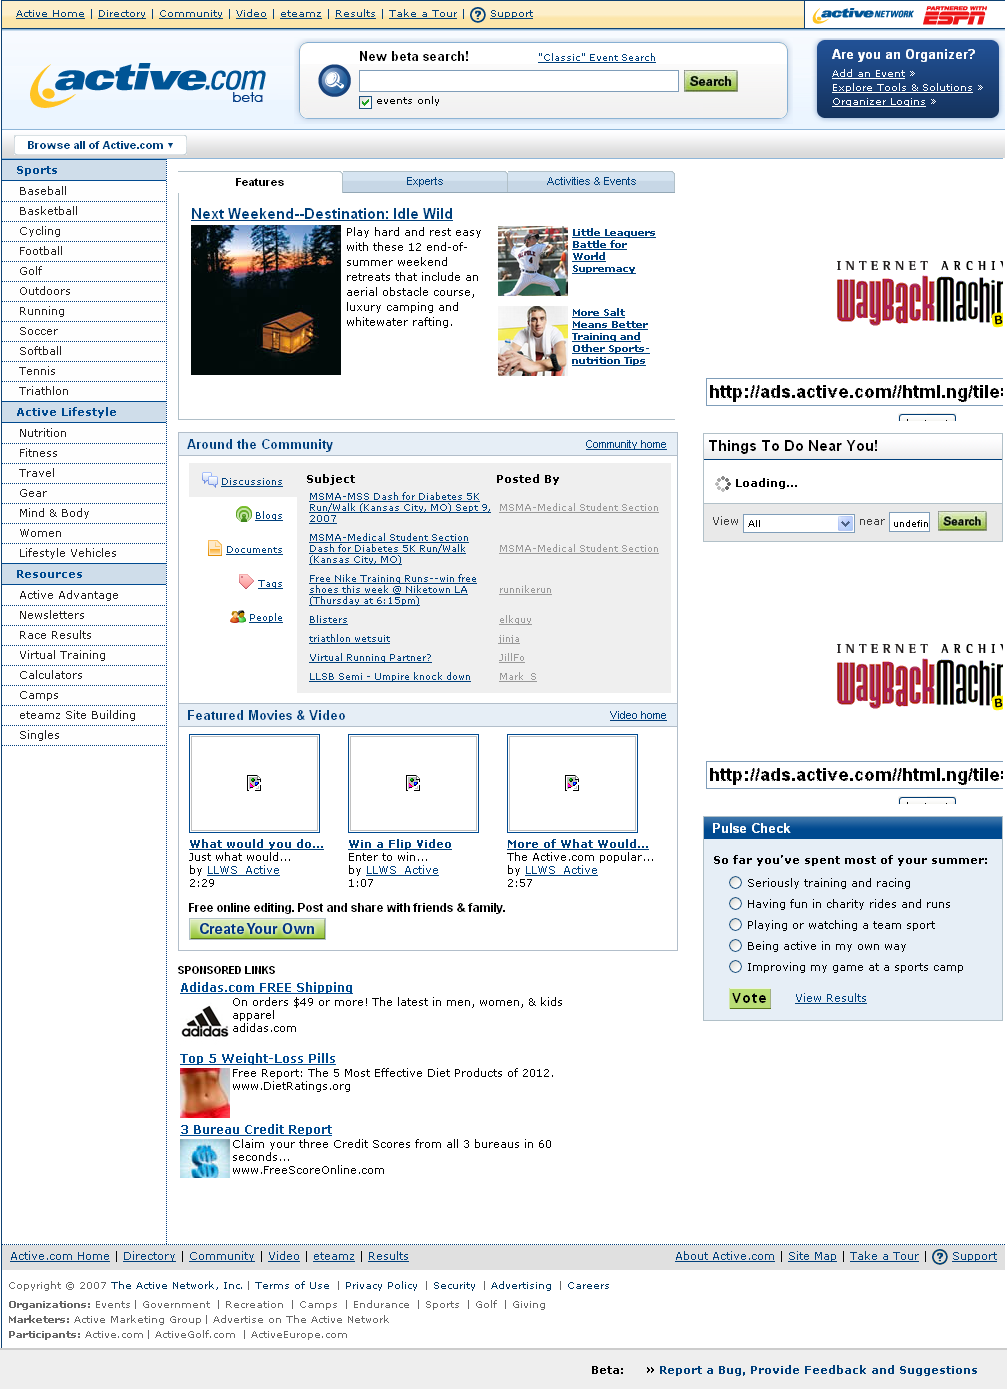 Active Home | Directory | Community | Video | eteamz | Results | Take a Tour | ? Support
active NETWORK PARTNERED WITH ESPN
active.com beta
New beta search! "Classic" Event Search
Search
events only
Are you an Organizer?
Add an Event »
Explore Tools & Solutions »
Organizer Logins »
Browse all of Active.com ▾
Sports
Baseball
Basketball
Cycling
Football
Golf
Outdoors
Running
Soccer
Softball
Tennis
Triathlon
Active Lifestyle
Nutrition
Fitness
Travel
Gear
Mind & Body
Women
Lifestyle Vehicles
Resources
Active Advantage
Newsletters
Race Results
Virtual Training
Calculators
Camps
eteamz Site Building
Singles
Features Experts Activities & Events
Next Weekend--Destination: Idle Wild
Play hard and rest easy
with these 12 end-of-
summer weekend
retreats that include an
aerial obstacle course,
luxury camping and
whitewater rafting.
Little Leaguers
Battle for
World
Supremacy
More Salt
Means Better
Training and
Other Sports-
nutrition Tips
Around the Community Community home
Discussions
Blogs
Documents
Tags
People
Subject Posted By
MSMA-MSS Dash for Diabetes 5K
Run/Walk (Kansas City, MO) Sept 9, MSMA-Medical Student Section
2007
MSMA-Medical Student Section
Dash for Diabetes 5K Run/Walk MSMA-Medical Student Section
(Kansas City, MO)
Free Nike Training Runs--win free
shoes this week @ Niketown LA runnikerun
(Thursday at 6:15pm)
Blisters elkguy
triathlon wetsuit jinja
Virtual Running Partner? JillFo
LLSB Semi - Umpire knock down Mark_S
Featured Movies & Video Video home
What would you do...
Just what would...
by LLWS_Active
2:29
Win a Flip Video
Enter to win...
by LLWS_Active
1:07
More of What Would...
The Active.com popular...
by LLWS_Active
2:57
Free online editing. Post and share with friends & family.
Create Your Own
SPONSORED LINKS
Adidas.com FREE Shipping
On orders $49 or more! The latest in men, women, & kids
apparel
adidas.com
adidas
Top 5 Weight-Loss Pills
Free Report: The 5 Most Effective Diet Products of 2012.
www.DietRatings.org
3 Bureau Credit Report
Claim your three Credit Scores from all 3 bureaus in 60
seconds...
www.FreeScoreOnline.com
INTERNET ARCHIV
WayBackMachin
http://ads.active.com//html.ng/tile=
Things To Do Near You!
Loading...
View All near undefin Search
INTERNET ARCHIV
WayBackMachin
http://ads.active.com//html.ng/tile=
Pulse Check
So far you've spent most of your summer:
Seriously training and racing
Having fun in charity rides and runs
Playing or watching a team sport
Being active in my own way
Improving my game at a sports camp
Vote View Results
Active.com Home | Directory | Community | Video | eteamz | Results About Active.com | Site Map | Take a Tour | ? Support
Copyright © 2007 The Active Network, Inc. | Terms of Use | Privacy Policy | Security | Advertising | Careers
Organizations: Events | Government | Recreation | Camps | Endurance | Sports | Golf | Giving
Marketers: Active Marketing Group | Advertise on The Active Network
Participants: Active.com | ActiveGolf.com | ActiveEurope.com
Beta: » Report a Bug, Provide Feedback and Suggestions